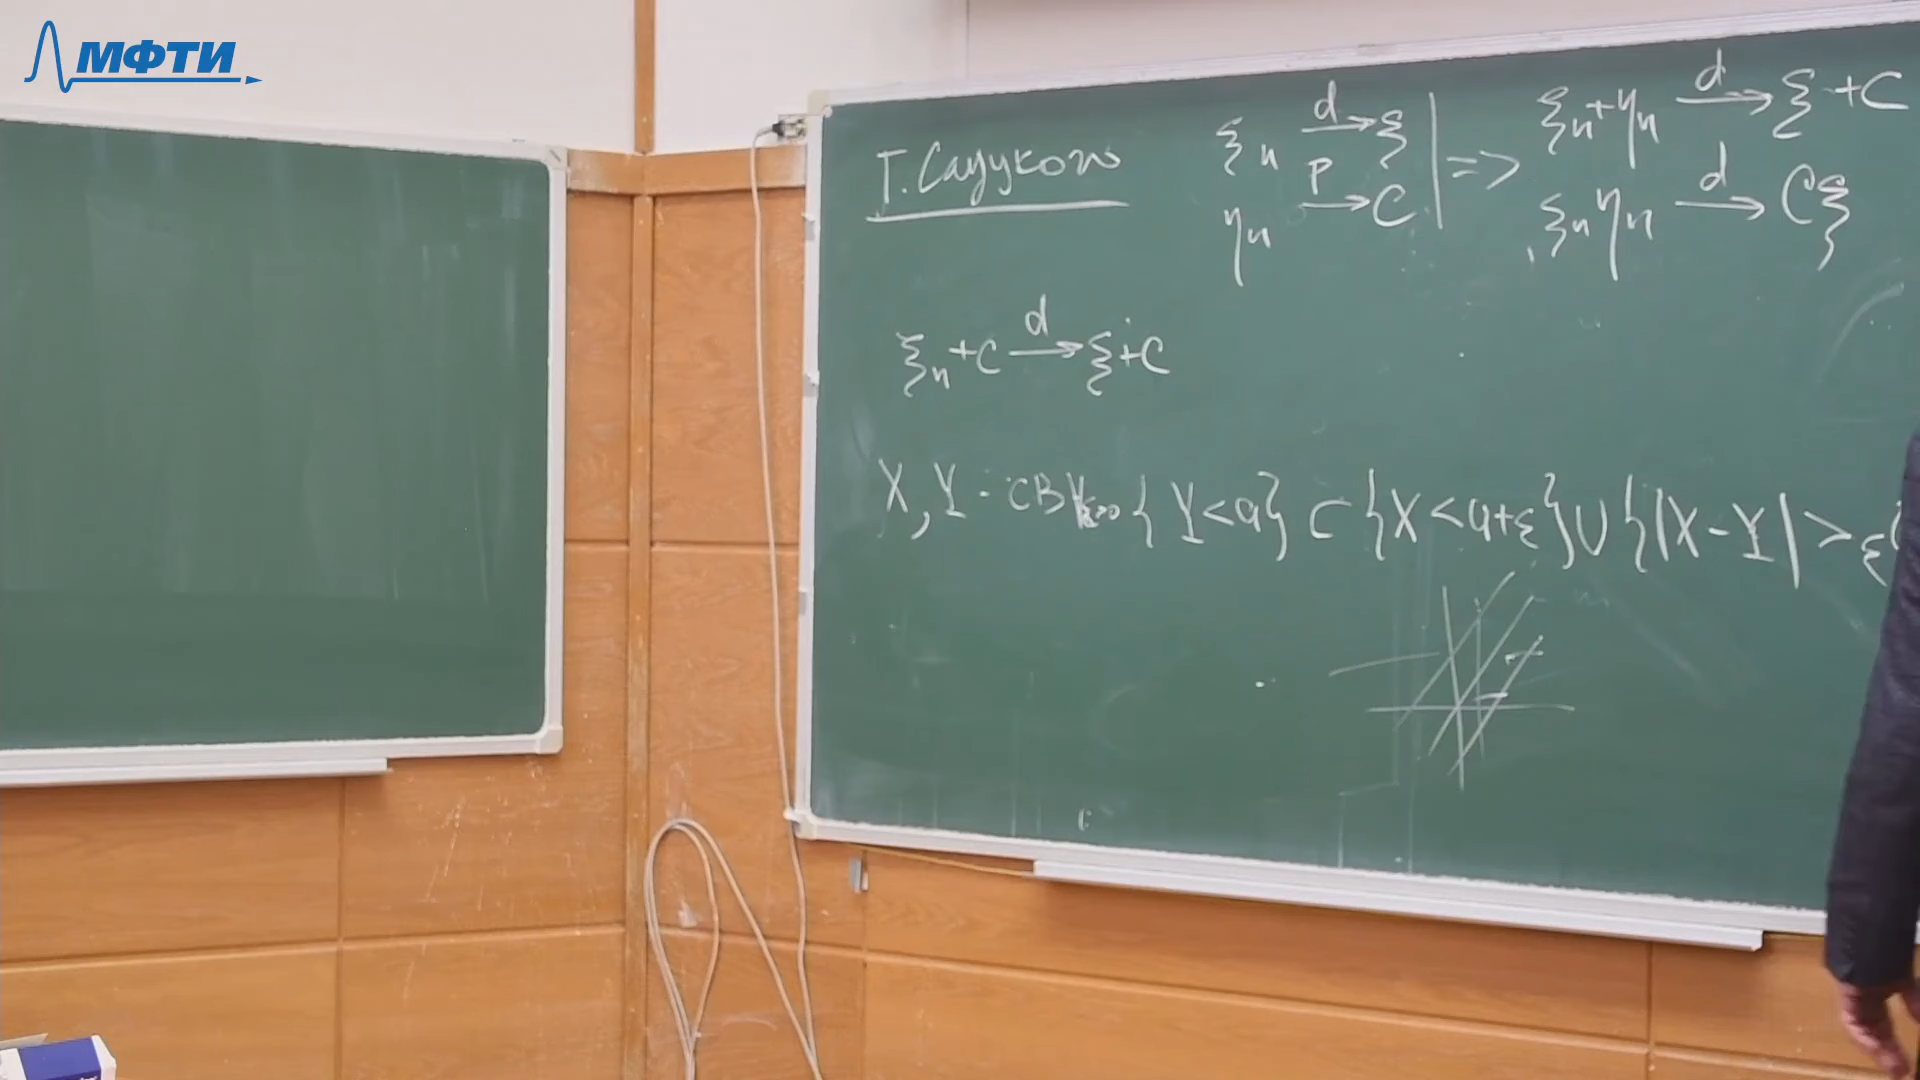 МФТИ
Т. Слуцкого ξₙ →ᵈ ξ | => ξₙ+ηₙ →ᵈ ξ+C
ηₙ →ᴾ C | ξₙηₙ →ᵈ Cξ
ξₙ+C →ᵈ ξ+C
X, Y - СВ ∀ε>0 {Y<a} ⊂ {X<a+ε} ∪ {|X-Y|>ε